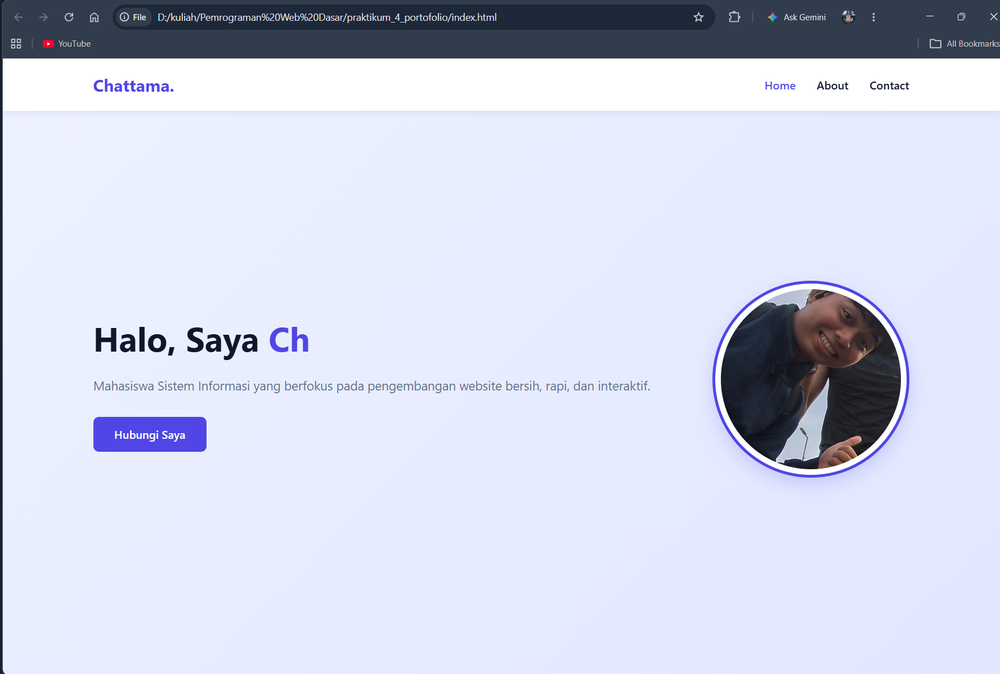 File D:/kuliah/Pemrograman%20Web%20Dasar/praktikum_4_portofolio/index.html Ask Gemini
YouTube All Bookmarks
Chattama. Home About Contact
Halo, Saya Ch
Mahasiswa Sistem Informasi yang berfokus pada pengembangan website bersih, rapi, dan interaktif.
Hubungi Saya